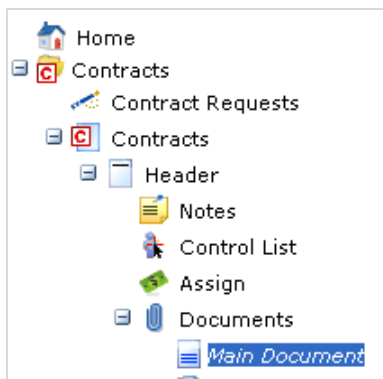 Home
Contracts
Contract Requests
Contracts
Header
Notes
Control List
Assign
Documents
Main Document